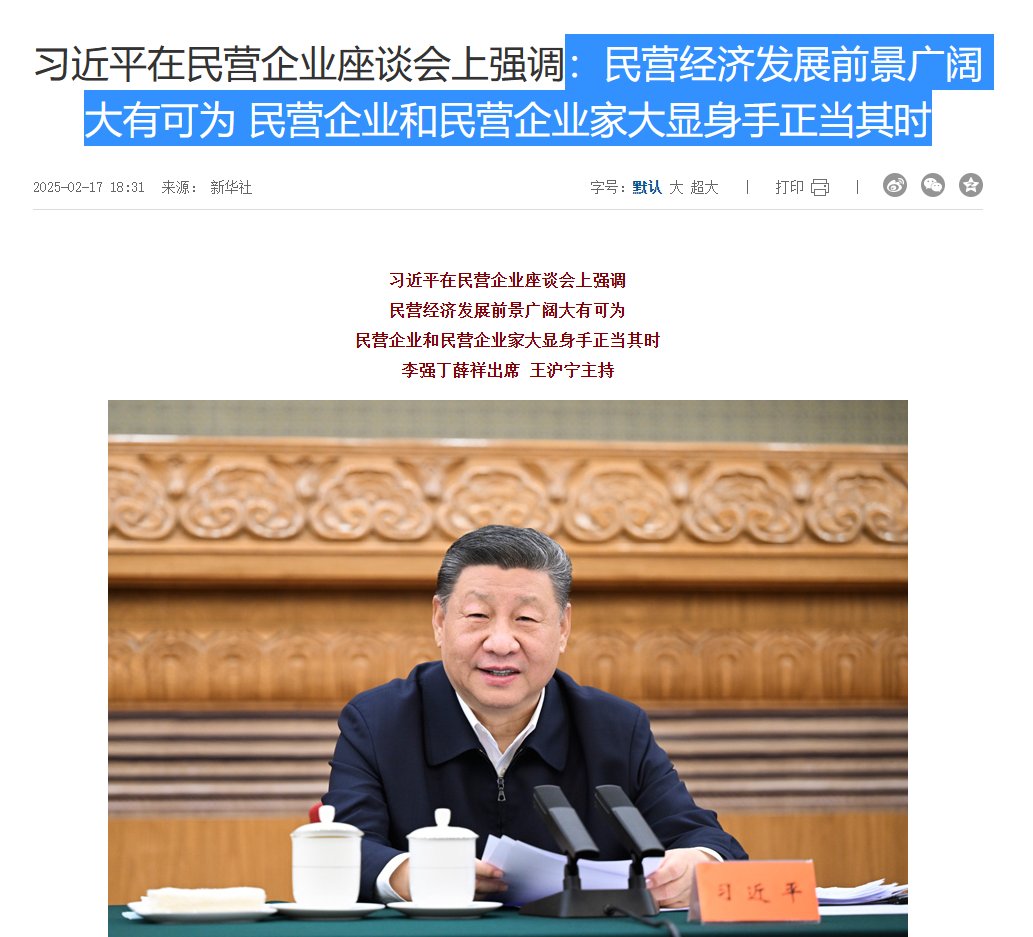 习近平在民营企业座谈会上强调：民营经济发展前景广阔
大有可为 民营企业和民营企业家大显身手正当其时
2025-02-17 18:31 来源： 新华社 字号：默认 大 超大 | 打印 |
习近平在民营企业座谈会上强调
民营经济发展前景广阔大有可为
民营企业和民营企业家大显身手正当其时
李强丁薛祥出席 王沪宁主持
习近平